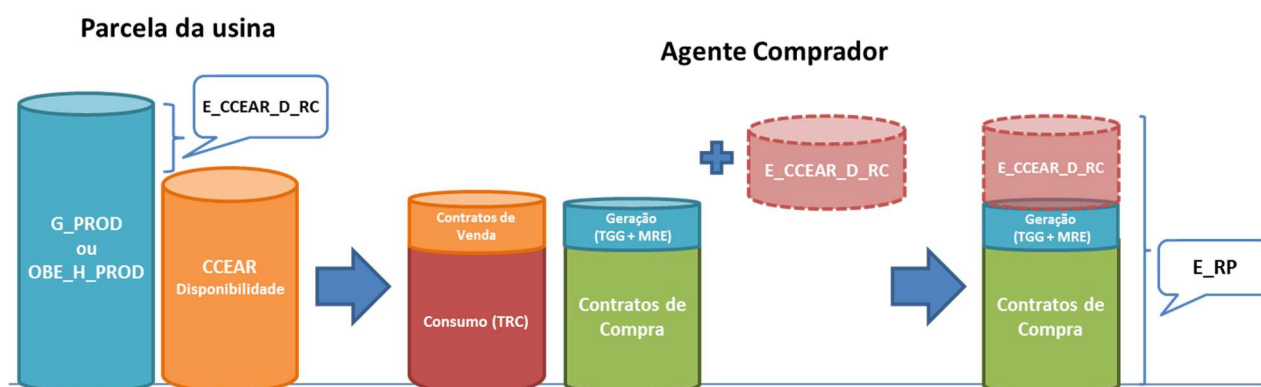 Parcela da usina
Agente Comprador
E_CCEAR_D_RC
G_PROD
ou
OBE_H_PROD
CCEAR
Disponibilidade
Contratos de
Venda
Consumo (TRC)
Geração
(TGG + MRE)
Contratos de
Compra
E_CCEAR_D_RC
E_CCEAR_D_RC
Geração
(TGG + MRE)
Contratos de
Compra
E_RP